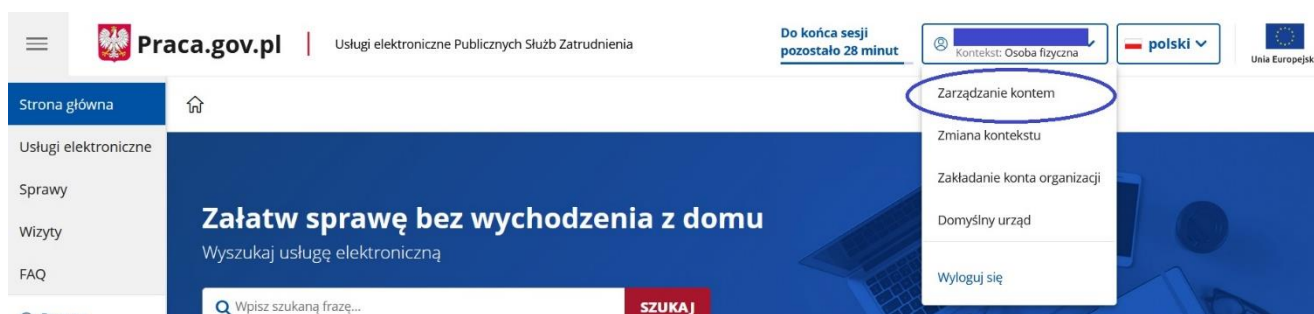 Praca.gov.pl
Usługi elektroniczne Publicznych Służb Zatrudnienia
Do końca sesji
pozostało 28 minut
Kontekst: Osoba fizyczna
polski
Unia Europejsk
Strona główna
Usługi elektroniczne
Sprawy
Wizyty
FAQ
Zarządzanie kontem
Zmiana kontekstu
Zakładanie konta organizacji
Domyślny urząd
Wyloguj się
Załatw sprawę bez wychodzenia z domu
Wyszukaj usługę elektroniczną
Wpisz szukaną frazę...
SZUKAJ